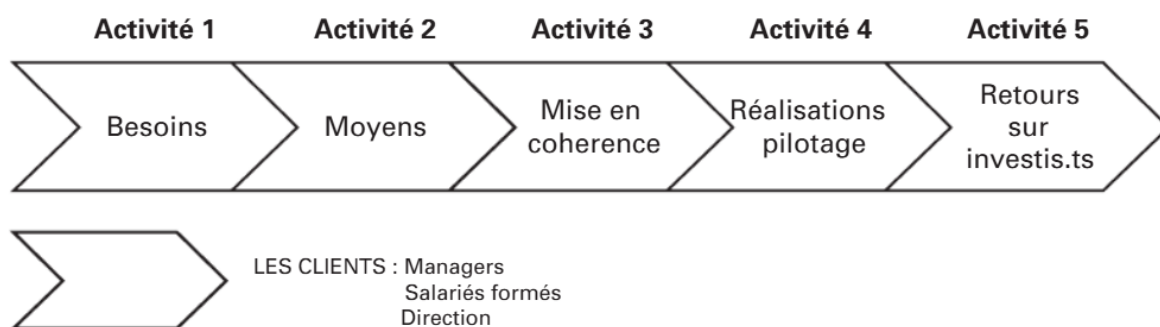 Activité 1 Activité 2 Activité 3 Activité 4 Activité 5
Besoins
Moyens
Mise en
coherence
Réalisations
pilotage
Retours
sur
investis.ts
LES CLIENTS : Managers
Salariés formés
Direction